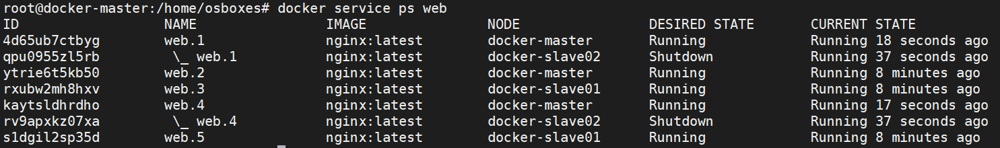 root@docker-master:/home/osboxes# docker service ps web
ID                  NAME                IMAGE               NODE                DESIRED STATE       CURRENT STATE
4d65ub7ctbyg        web.1               nginx:latest        docker-master       Running             Running 18 seconds ago
qpu0955zl5rb         \_ web.1           nginx:latest        docker-slave02      Shutdown            Running 37 seconds ago
ytrie6t5kb50        web.2               nginx:latest        docker-master       Running             Running 8 minutes ago
rxubw2mh8hxv        web.3               nginx:latest        docker-slave01      Running             Running 8 minutes ago
kaytsldhrdho        web.4               nginx:latest        docker-master       Running             Running 17 seconds ago
rv9apxkz07xa         \_ web.4           nginx:latest        docker-slave02      Shutdown            Running 37 seconds ago
s1dgil2sp35d        web.5               nginx:latest        docker-slave01      Running             Running 8 minutes ago